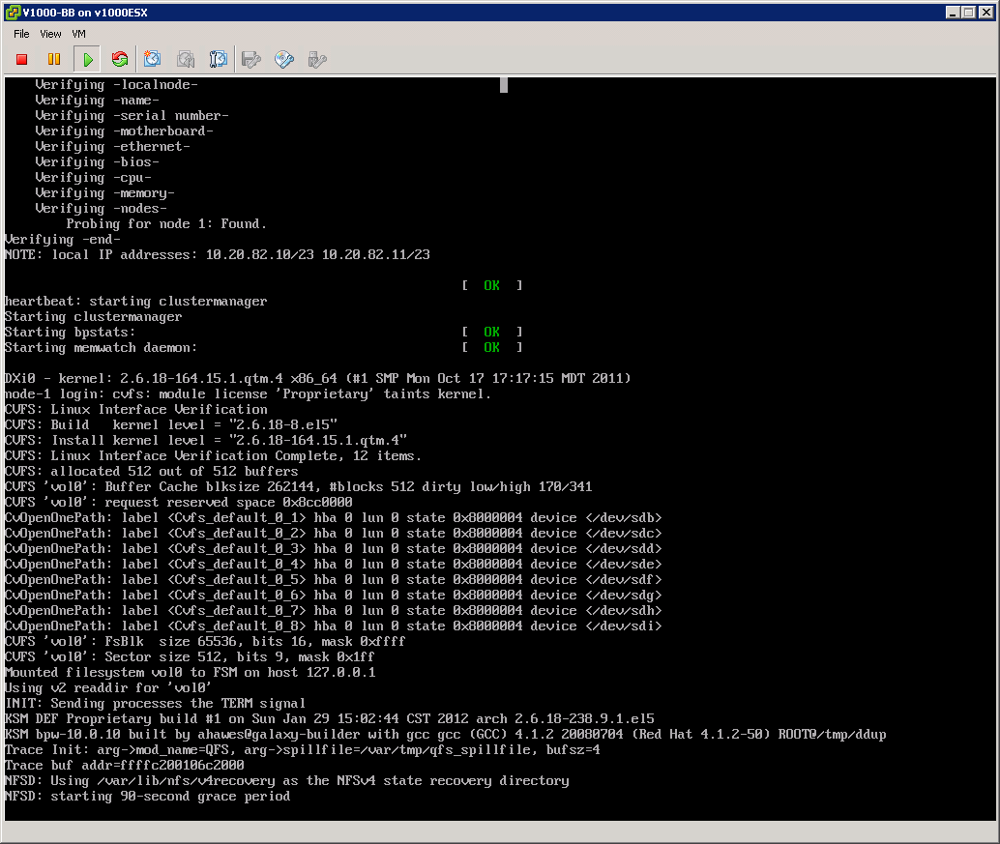 V1000-BB on v1000ESX
File View VM
Verifying -localnode-
Verifying -name-
Verifying -serial number-
Verifying -motherboard-
Verifying -ethernet-
Verifying -bios-
Verifying -cpu-
Verifying -memory-
Verifying -nodes-
Probing for node 1: Found.
Verifying -end-
NOTE: local IP addresses: 10.20.82.10/23 10.20.82.11/23
[ OK ]
heartbeat: starting clustermanager
Starting clustermanager
Starting bpstats: [ OK ]
Starting memwatch daemon: [ OK ]
DXi0 - kernel: 2.6.18-164.15.1.qtm.4 x86_64 (#1 SMP Mon Oct 17 17:17:15 MDT 2011)
node-1 login: cvfs: module license 'Proprietary' taints kernel.
CVFS: Linux Interface Verification
CVFS: Build kernel level = "2.6.18-8.el5"
CVFS: Install kernel level = "2.6.18-164.15.1.qtm.4"
CVFS: Linux Interface Verification Complete, 12 items.
CVFS: allocated 512 out of 512 buffers
CVFS 'vol0': Buffer Cache blksize 262144, #blocks 512 dirty low/high 170/341
CVFS 'vol0': request reserved space 0x8cc0000
CvOpenOnePath: label <Cvfs_default_0_1> hba 0 lun 0 state 0x8000004 device </dev/sdb>
CvOpenOnePath: label <Cvfs_default_0_2> hba 0 lun 0 state 0x8000004 device </dev/sdc>
CvOpenOnePath: label <Cvfs_default_0_3> hba 0 lun 0 state 0x8000004 device </dev/sdd>
CvOpenOnePath: label <Cvfs_default_0_4> hba 0 lun 0 state 0x8000004 device </dev/sde>
CvOpenOnePath: label <Cvfs_default_0_5> hba 0 lun 0 state 0x8000004 device </dev/sdf>
CvOpenOnePath: label <Cvfs_default_0_6> hba 0 lun 0 state 0x8000004 device </dev/sdg>
CvOpenOnePath: label <Cvfs_default_0_7> hba 0 lun 0 state 0x8000004 device </dev/sdh>
CvOpenOnePath: label <Cvfs_default_0_8> hba 0 lun 0 state 0x8000004 device </dev/sdi>
CVFS 'vol0': FsBlk size 65536, bits 16, mask 0xffff
CVFS 'vol0': Sector size 512, bits 9, mask 0x1ff
Mounted filesystem vol0 to FSM on host 127.0.0.1
Using v2 readdir for 'vol0'
INIT: Sending processes the TERM signal
KSM DEF Proprietary build #1 on Sun Jan 29 15:02:44 CST 2012 arch 2.6.18-238.9.1.el5
KSM bpw-10.0.10 built by ahawes@galaxy-builder with gcc gcc (GCC) 4.1.2 20080704 (Red Hat 4.1.2-50) ROOT@/tmp/ddup
Trace Init: arg->mod_name=QFS, arg->spillfile=/var/tmp/qfs_spillfile, bufsz=4
Trace buf addr=ffffc200106c2000
NFSD: Using /var/lib/nfs/v4recovery as the NFSv4 state recovery directory
NFSD: starting 90-second grace period